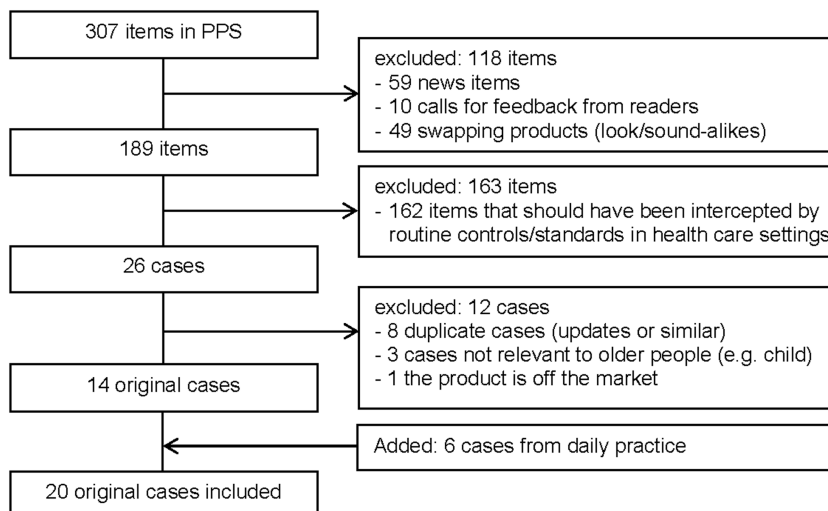 307 items in PPS
excluded: 118 items
- 59 news items
- 10 calls for feedback from readers
- 49 swapping products (look/sound-alikes)
189 items
excluded: 163 items
- 162 items that should have been intercepted by
routine controls/standards in health care settings
26 cases
excluded: 12 cases
- 8 duplicate cases (updates or similar)
- 3 cases not relevant to older people (e.g. child)
- 1 the product is off the market
14 original cases
Added: 6 cases from daily practice
20 original cases included